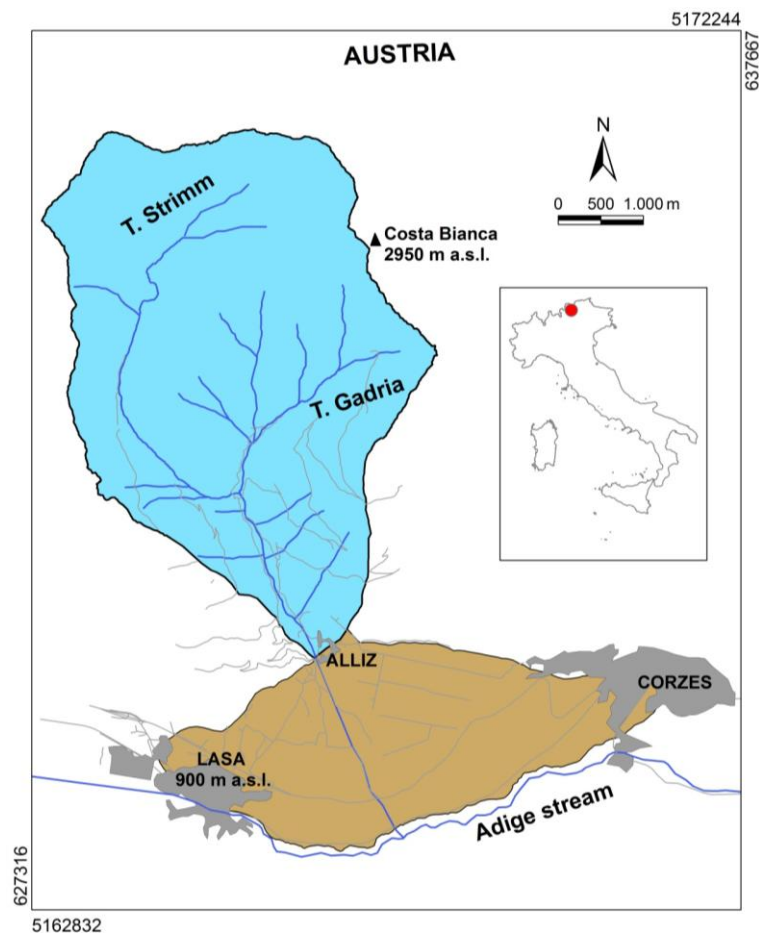 5172244
637667
AUSTRIA
N
0 500 1.000 m
T. Strimm
Costa Bianca
2950 m a.s.l.
T. Gadria
ALLIZ
CORZES
LASA
900 m a.s.l.
Adige stream
627316
5162832